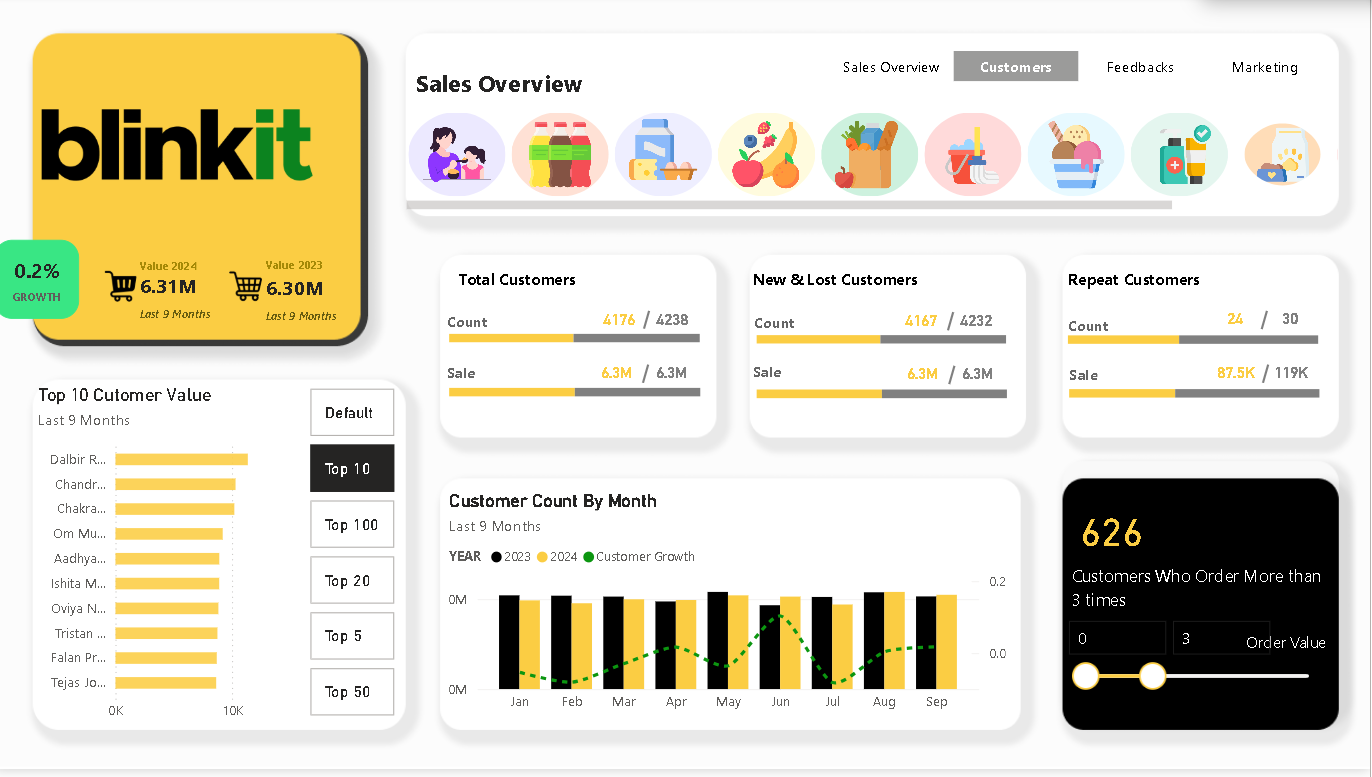 blinkit
0.2%
GROWTH
Value 2024
6.31M
Last 9 Months
Value 2023
6.30M
Last 9 Months
Sales Overview
Sales Overview
Customers
Feedbacks
Marketing
Total Customers
Count 4176 / 4238
Sale 6.3M / 6.3M
New & Lost Customers
Count 4167 / 4232
Sale 6.3M / 6.3M
Repeat Customers
Count 24 / 30
Sale 87.5K / 119K
Top 10 Cutomer Value
Last 9 Months
Dalbir R...
Chandr...
Chakra...
Om Mu...
Aadhya...
Ishita M...
Oviya N...
Tristan ...
Falan Pr...
Tejas Jo...
0K 10K
Default
Top 10
Top 100
Top 20
Top 5
Top 50
Customer Count By Month
Last 9 Months
YEAR 2023 2024 Customer Growth
0M
0M
0.2
0.0
Jan Feb Mar Apr May Jun Jul Aug Sep
626
Customers Who Order More than
3 times
0 3 Order Value